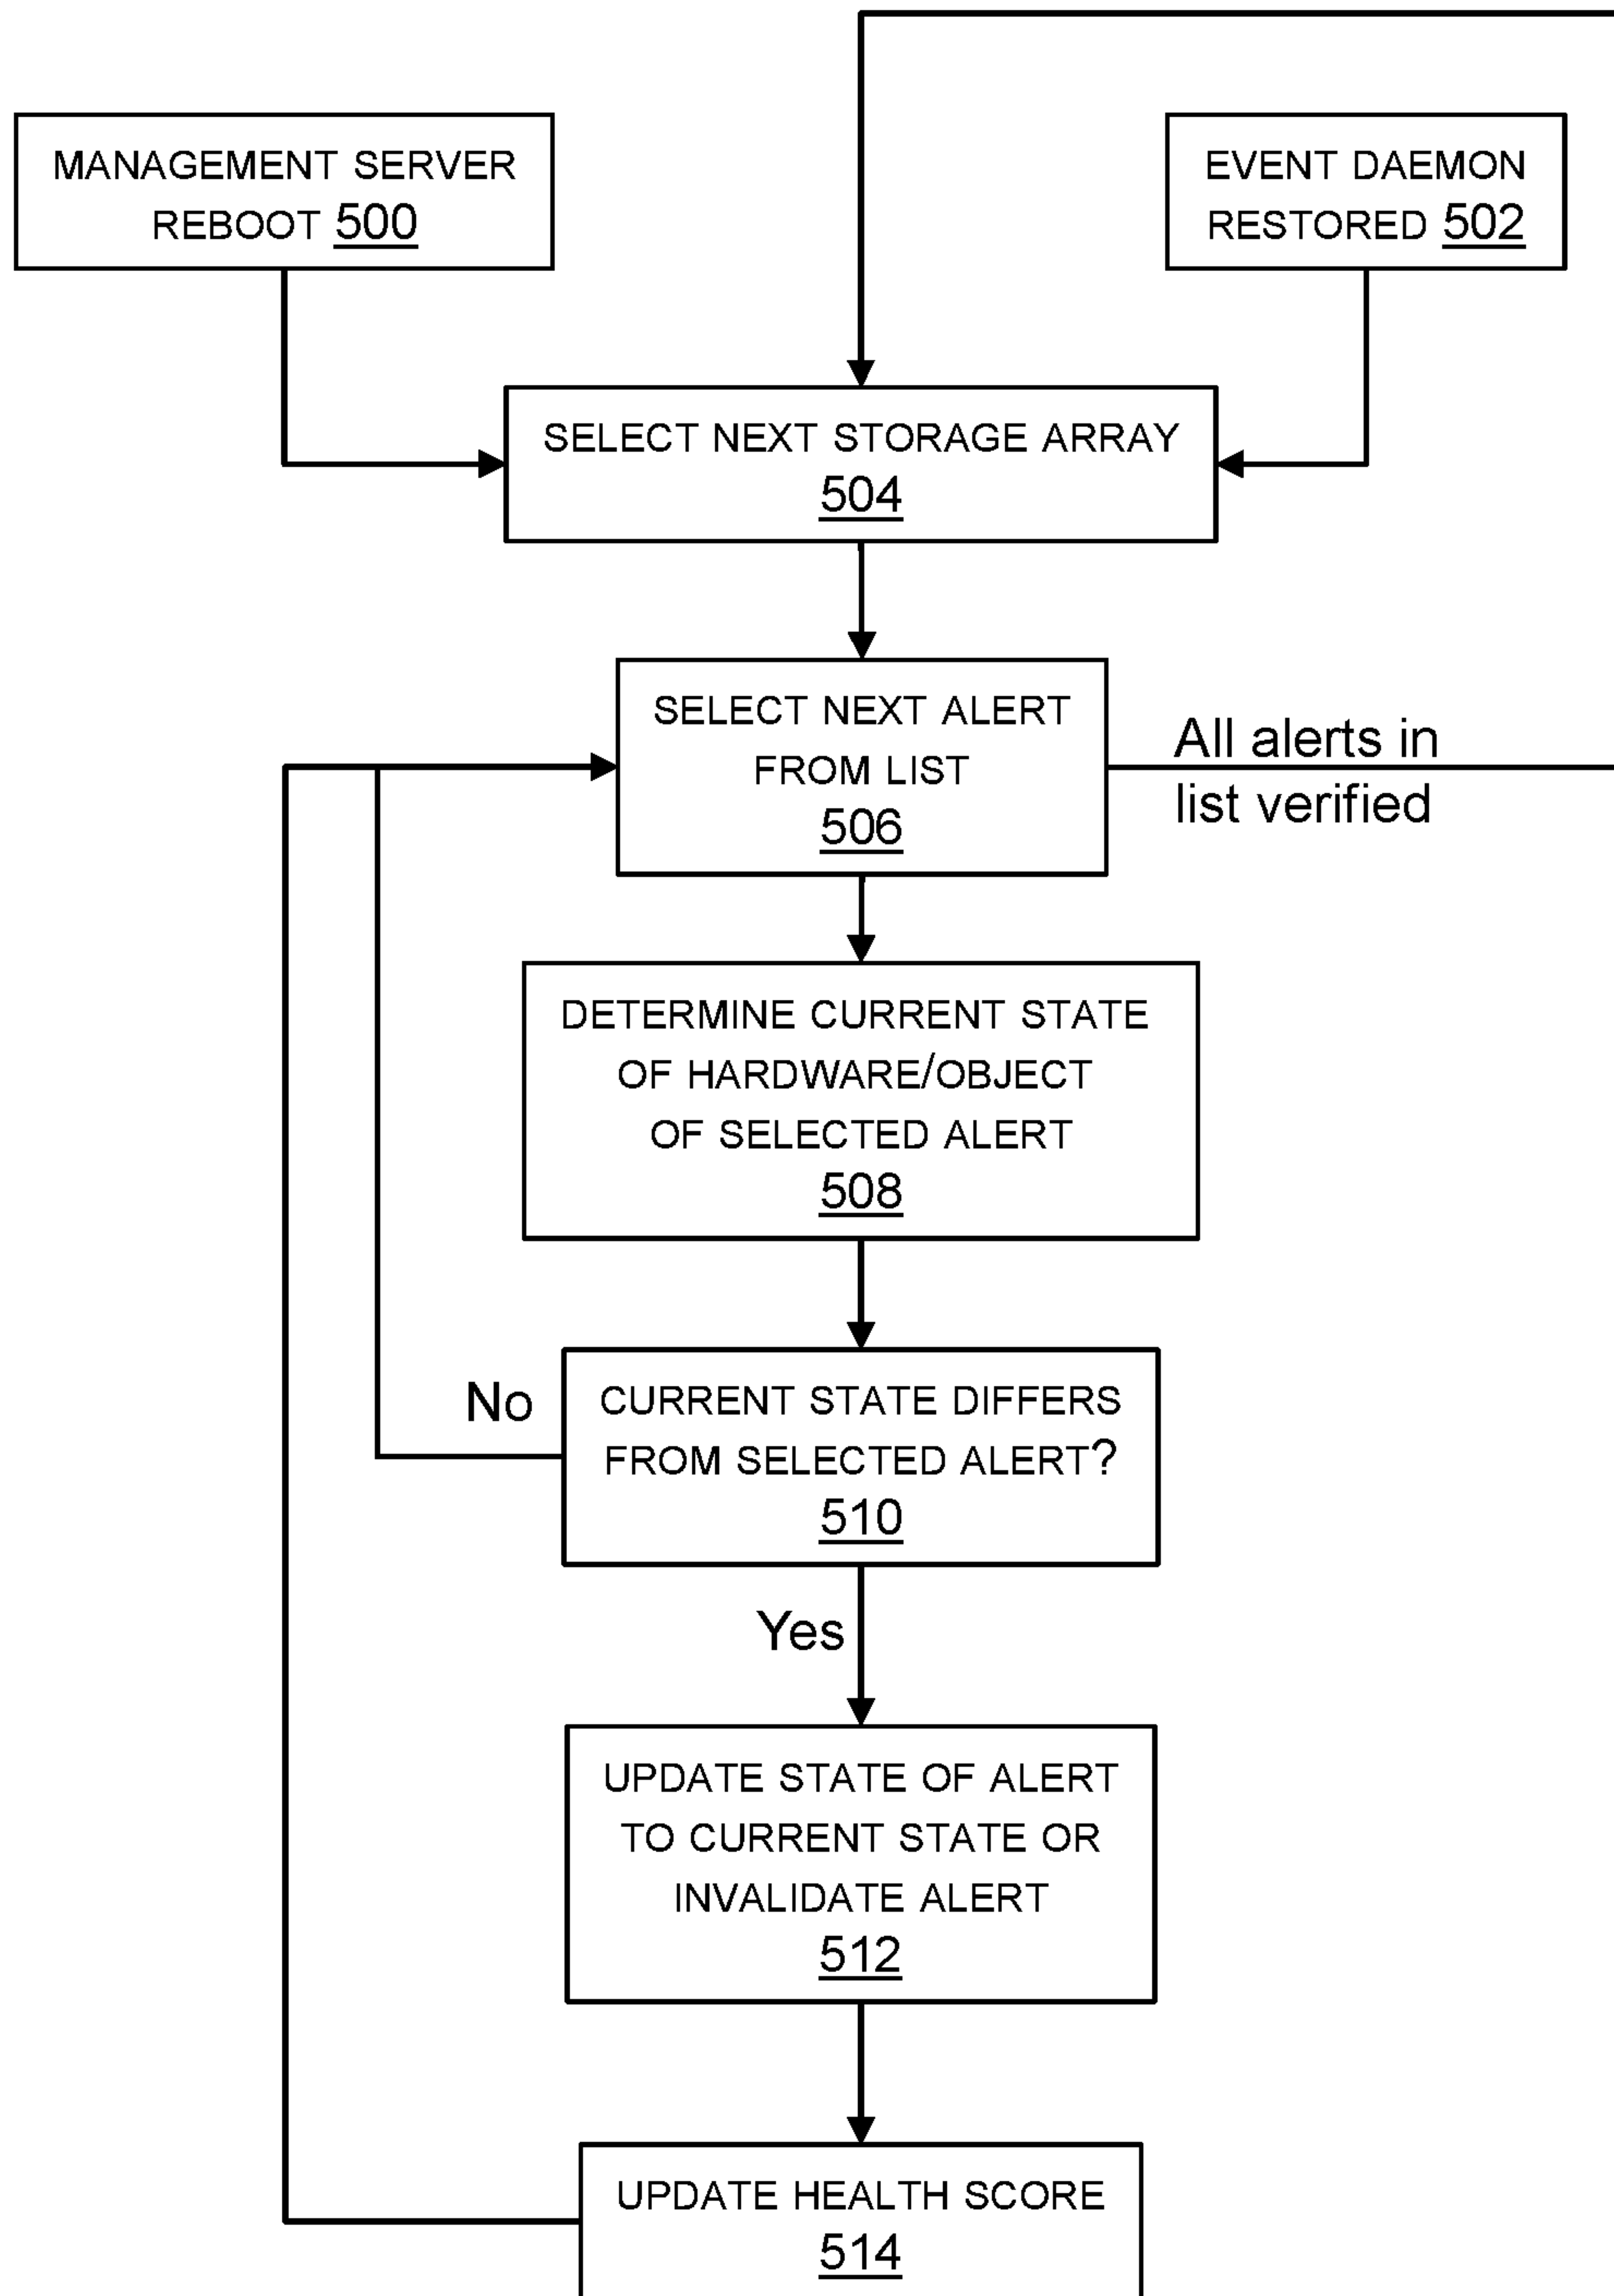 MANAGEMENT SERVER
REBOOT 500
EVENT DAEMON
RESTORED 502
SELECT NEXT STORAGE ARRAY
504
SELECT NEXT ALERT
FROM LIST
506
All alerts in
list verified
DETERMINE CURRENT STATE
OF HARDWARE/OBJECT
OF SELECTED ALERT
508
No
CURRENT STATE DIFFERS
FROM SELECTED ALERT?
510
Yes
UPDATE STATE OF ALERT
TO CURRENT STATE OR
INVALIDATE ALERT
512
UPDATE HEALTH SCORE
514